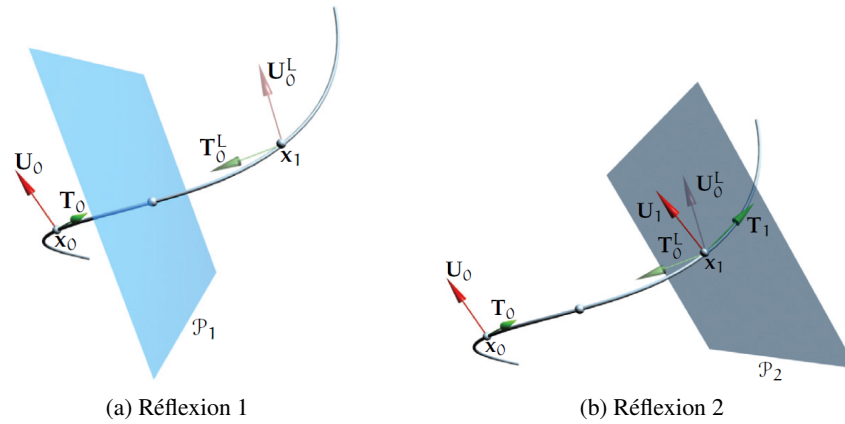 U₀ᴸ
T₀ᴸ
x₁
U₀
T₀
x₀
𝒫₁
(a) Réflexion 1
U₀ᴸ
U₁
T₁
T₀ᴸ
x₁
U₀
T₀
x₀
𝒫₂
(b) Réflexion 2